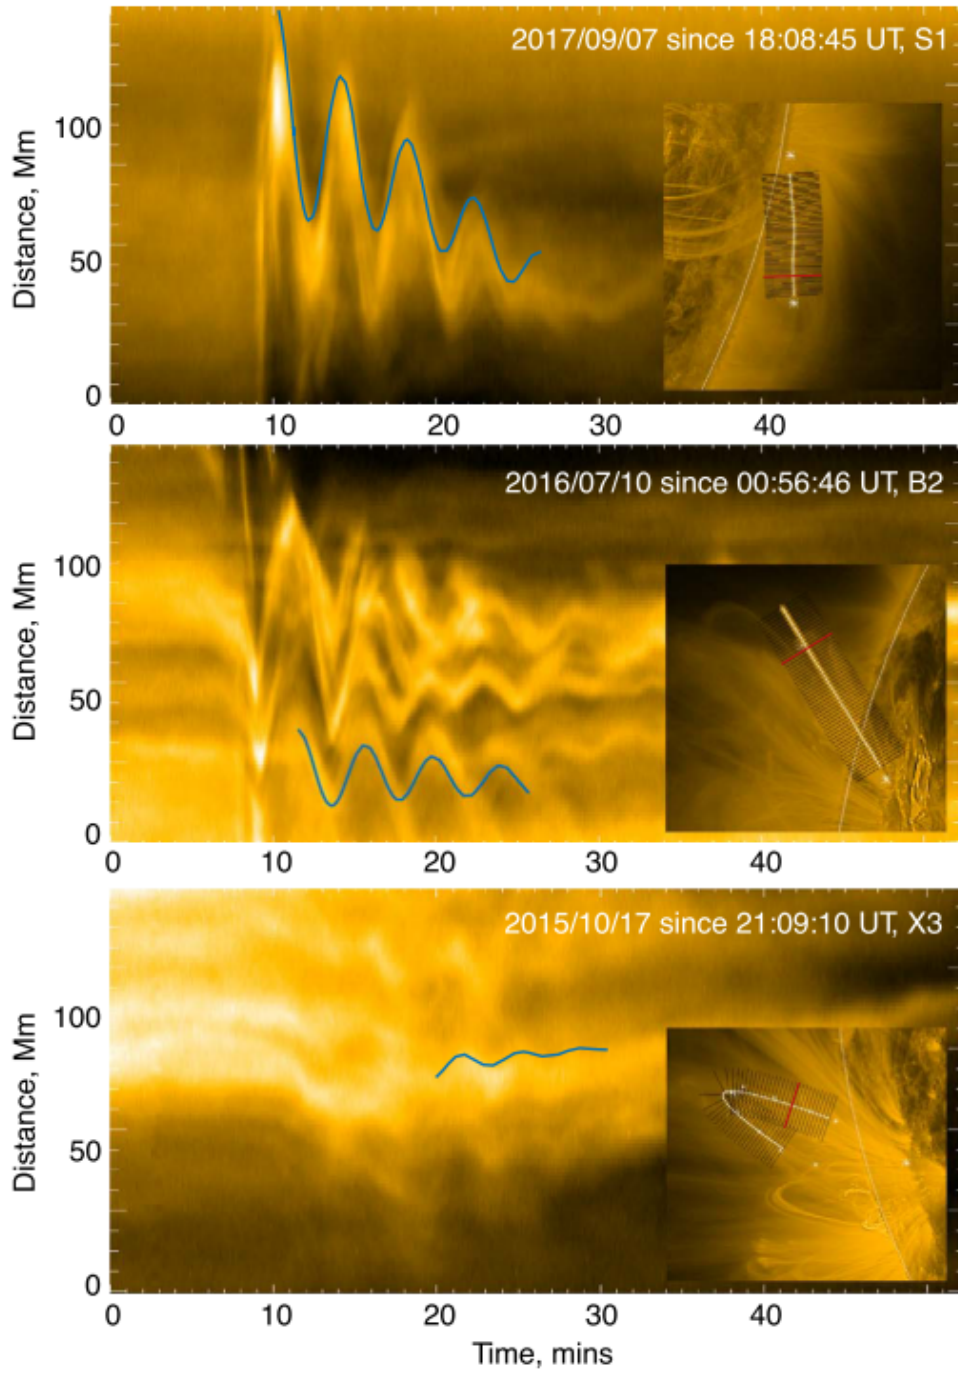 2017/09/07 since 18:08:45 UT, S1
Distance, Mm
100
50
0
0 10 20 30 40
2016/07/10 since 00:56:46 UT, B2
Distance, Mm
100
50
0
0 10 20 30 40
2015/10/17 since 21:09:10 UT, X3
Distance, Mm
100
50
0
0 10 20 30 40
Time, mins